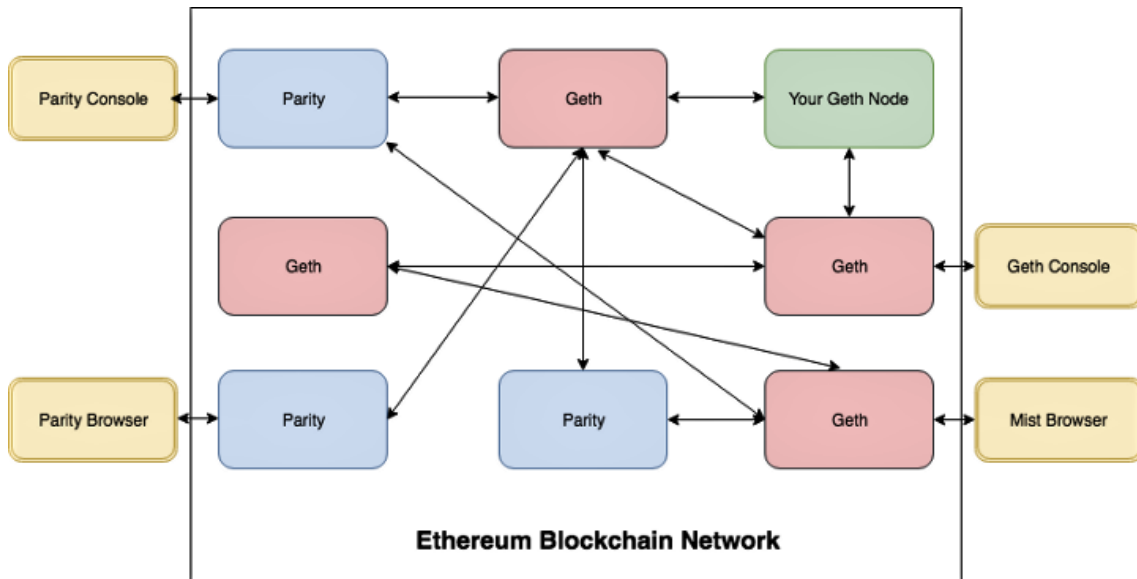 Parity Console
Parity
Geth
Your Geth Node
Geth
Geth
Geth Console
Parity Browser
Parity
Parity
Geth
Mist Browser
Ethereum Blockchain Network